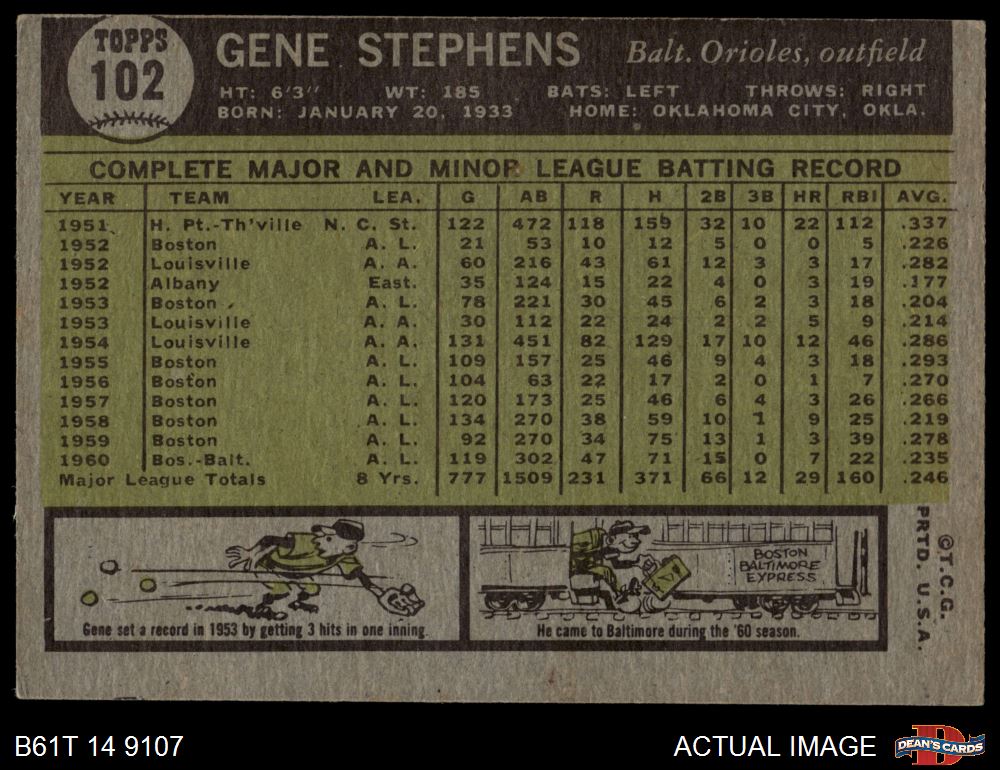 TOPPS
102
GENE STEPHENS Balt. Orioles, outfield
HT: 6'3" WT: 185 BATS: LEFT THROWS: RIGHT
BORN: JANUARY 20, 1933 HOME: OKLAHOMA CITY, OKLA.
COMPLETE MAJOR AND MINOR LEAGUE BATTING RECORD
YEAR TEAM LEA. G AB R H 2B 3B HR RBI AVG.
1951 H. Pt.-Th'ville N. C. St. 122 472 118 159 32 10 22 112 .337
1952 Boston A. L. 21 53 10 12 5 0 0 5 .226
1952 Louisville A. A. 60 216 43 61 12 3 3 17 .282
1952 Albany East. 35 124 15 22 4 0 3 19 .177
1953 Boston A. L. 78 221 30 45 6 2 3 18 .204
1953 Louisville A. A. 30 112 22 24 2 2 5 9 .214
1954 Louisville A. A. 131 451 82 129 17 10 12 46 .286
1955 Boston A. L. 109 157 25 46 9 4 3 18 .293
1956 Boston A. L. 104 63 22 17 2 0 1 7 .270
1957 Boston A. L. 120 173 25 46 6 4 3 26 .266
1958 Boston A. L. 134 270 38 59 10 1 9 25 .219
1959 Boston A. L. 92 270 34 75 13 1 3 39 .278
1960 Bos.-Balt. A. L. 119 302 47 71 15 0 7 22 .235
Major League Totals 8 Yrs. 777 1509 231 371 66 12 29 160 .246
Gene set a record in 1953 by getting 3 hits in one inning.
BOSTON
BALTIMORE
EXPRESS
He came to Baltimore during the '60 season.
©T.C.G.
PRTD. U.S.A.
B61T 14 9107
ACTUAL IMAGE
DEAN'S CARDS